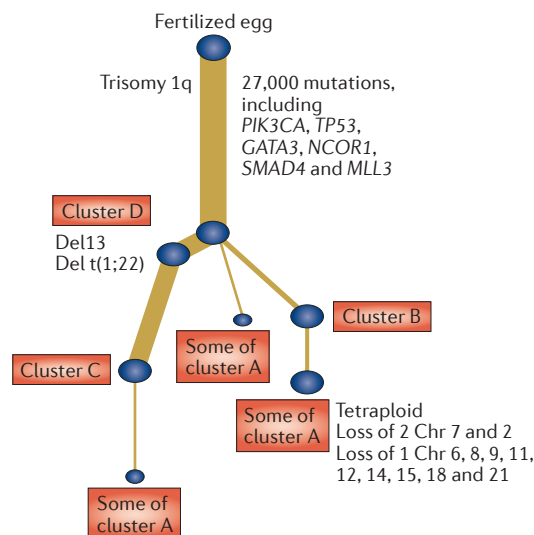 Fertilized egg
Trisomy 1q
27,000 mutations,
including
PIK3CA, TP53,
GATA3, NCOR1,
SMAD4 and MLL3
Cluster D
Del13
Del t(1;22)
Cluster B
Some of
cluster A
Cluster C
Some of
cluster A
Tetraploid
Loss of 2 Chr 7 and 2
Loss of 1 Chr 6, 8, 9, 11,
12, 14, 15, 18 and 21
Some of
cluster A